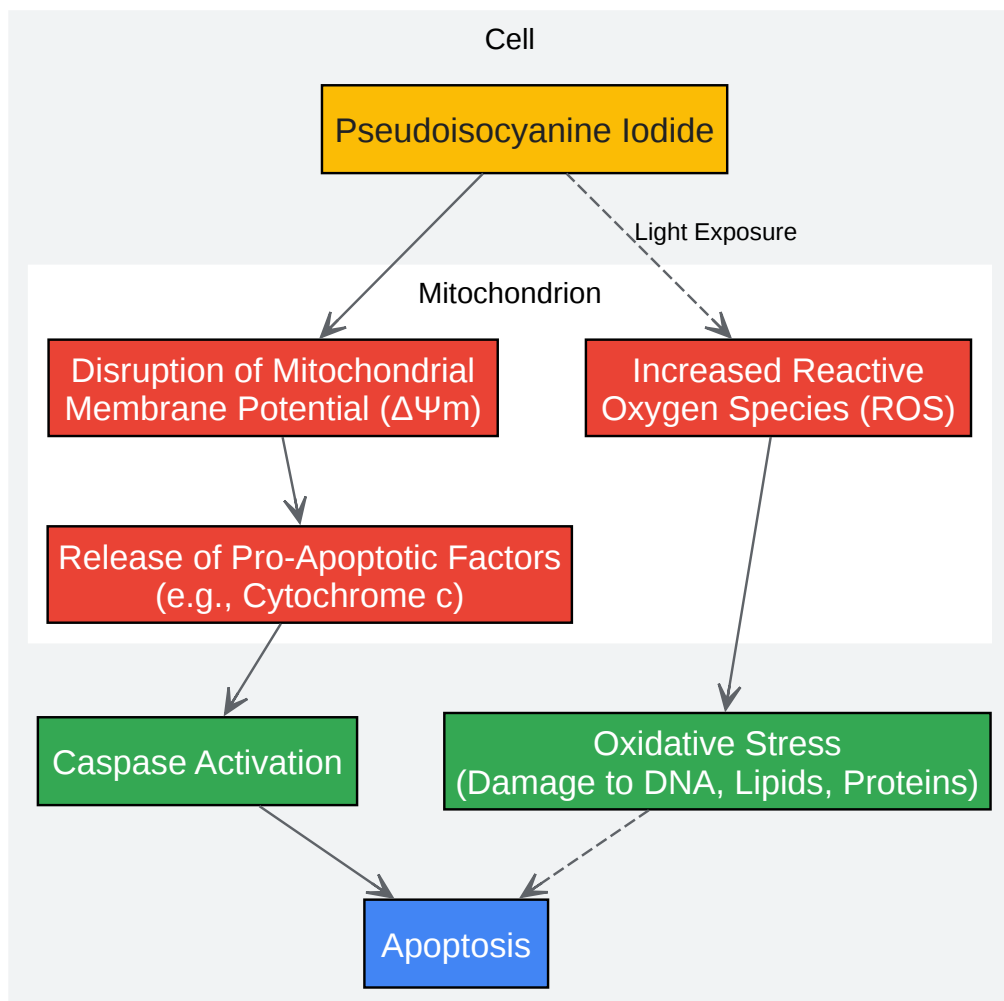 Cell
Pseudoisocyanine Iodide
Light Exposure
Mitochondrion
Disruption of Mitochondrial
Membrane Potential (ΔΨm)
Increased Reactive
Oxygen Species (ROS)
Release of Pro-Apoptotic Factors
(e.g., Cytochrome c)
Caspase Activation
Oxidative Stress
(Damage to DNA, Lipids, Proteins)
Apoptosis